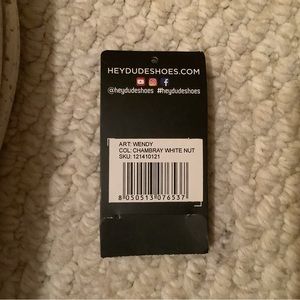 HEYDUDESHOES.COM
@heydudeshoes #heydudeshoes
ART: WENDY
COL: CHAMBRAY WHITE NUT
SKU: 121410121
8 050513 076537